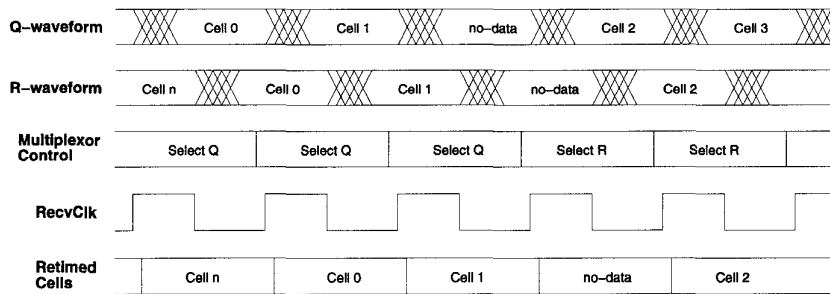 Q-waveform Cell 0 Cell 1 no-data Cell 2 Cell 3
R-waveform Cell n Cell 0 Cell 1 no-data Cell 2
Multiplexor
Control Select Q Select Q Select Q Select R Select R
RecvClk
Retimed
Cells Cell n Cell 0 Cell 1 no-data Cell 2